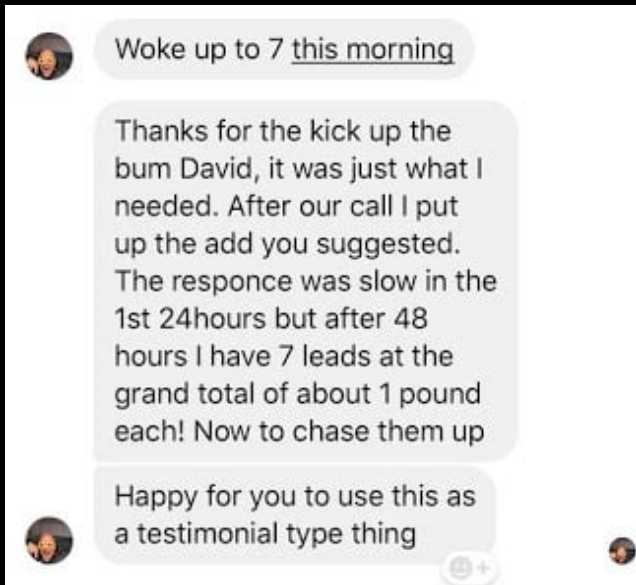 Woke up to 7 this morning
Thanks for the kick up the
bum David, it was just what I
needed. After our call I put
up the add you suggested.
The responce was slow in the
1st 24hours but after 48
hours I have 7 leads at the
grand total of about 1 pound
each! Now to chase them up
Happy for you to use this as
a testimonial type thing